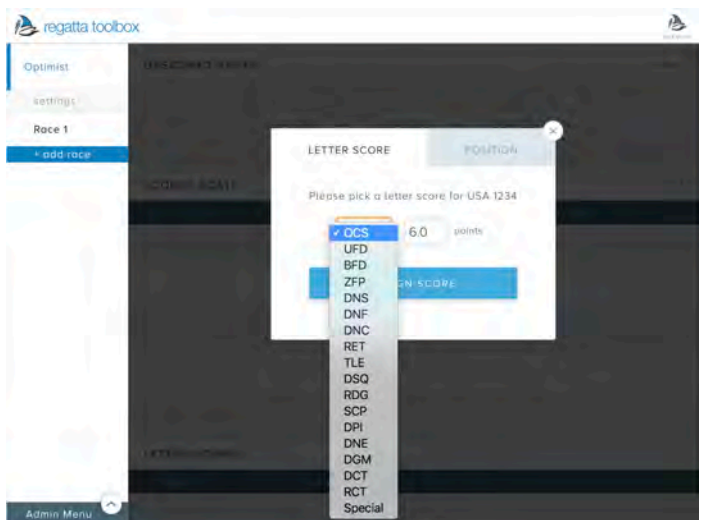 regatta toolbox
Optimist
settings
Race 1
+ add race
LETTER SCORE
POSITION
Please pick a letter score for USA 1234
✓ OCS
6.0
points
UFD
BFD
ZFP
DNS
DNF
DNC
RET
TLE
DSQ
RDG
SCP
DPI
DNE
DGM
DCT
RCT
Special
Admin Menu